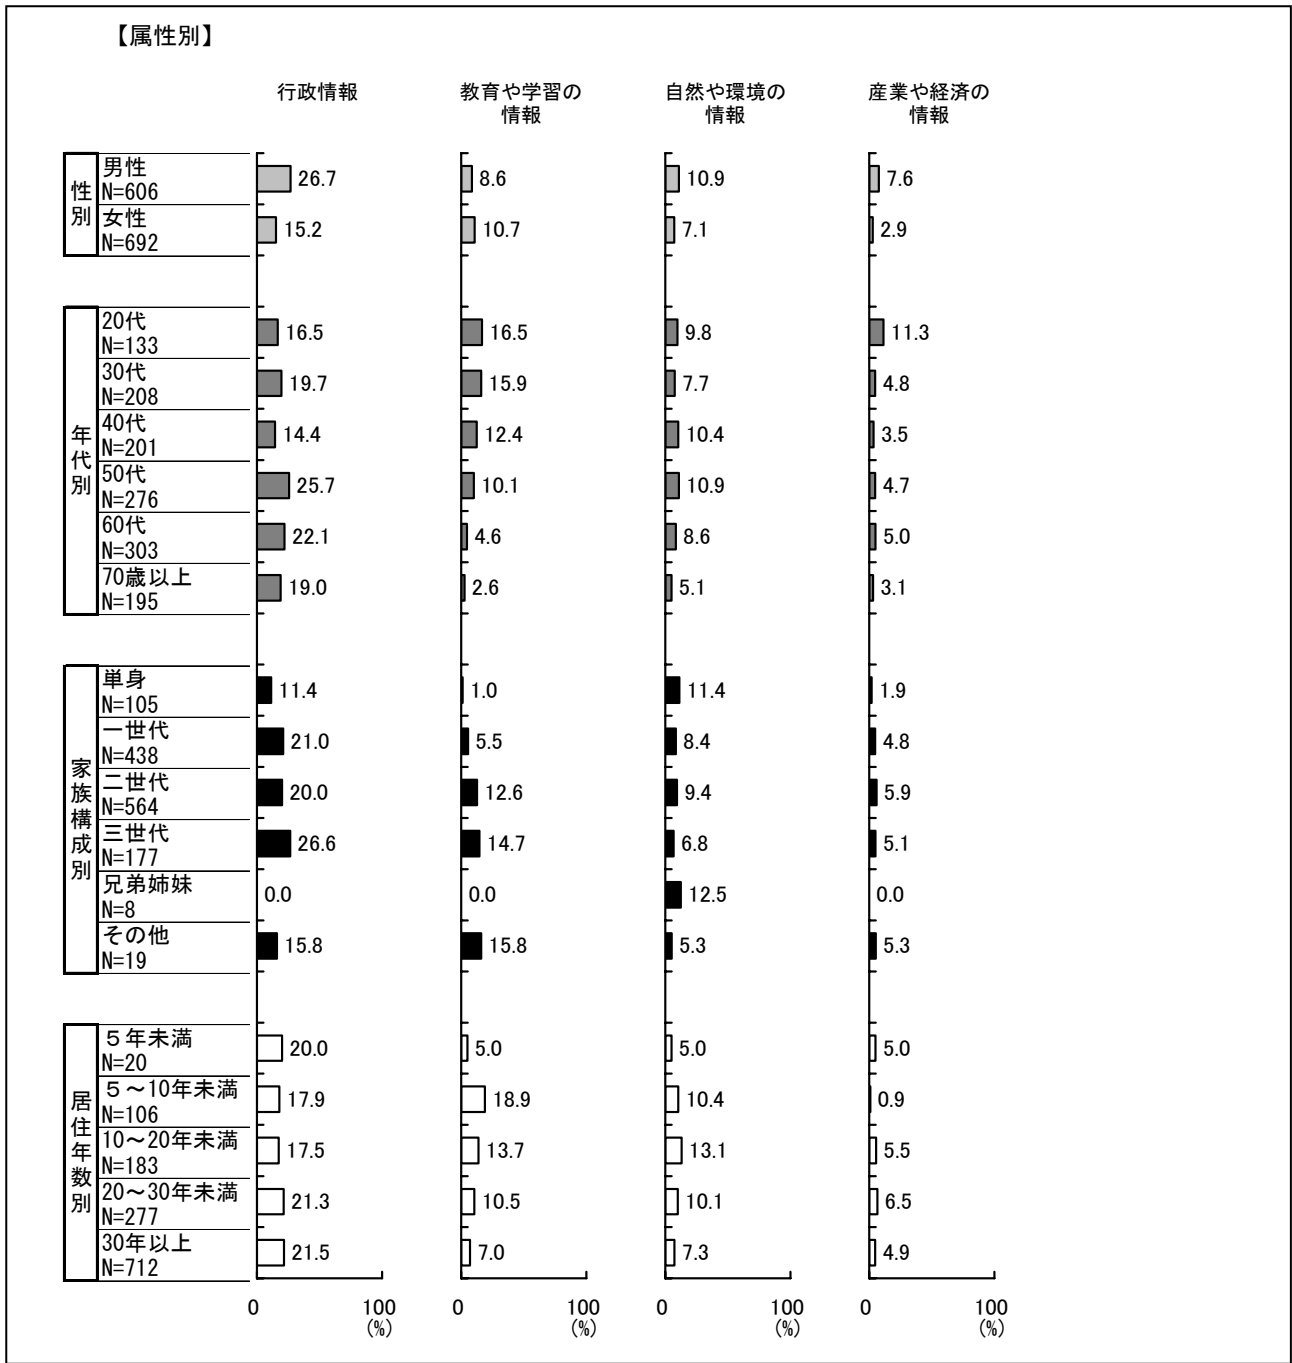 【属性別】
行政情報
教育や学習の
情報
自然や環境の
情報
産業や経済の
情報
性別
男性
N=606
26.7
8.6
10.9
7.6
女性
N=692
15.2
10.7
7.1
2.9
年代別
20代
N=133
16.5
16.5
9.8
11.3
30代
N=208
19.7
15.9
7.7
4.8
40代
N=201
14.4
12.4
10.4
3.5
50代
N=276
25.7
10.1
10.9
4.7
60代
N=303
22.1
4.6
8.6
5.0
70歳以上
N=195
19.0
2.6
5.1
3.1
家族構成別
単身
N=105
11.4
1.0
11.4
1.9
一世代
N=438
21.0
5.5
8.4
4.8
二世代
N=564
20.0
12.6
9.4
5.9
三世代
N=177
26.6
14.7
6.8
5.1
兄弟姉妹
N=8
0.0
0.0
12.5
0.0
その他
N=19
15.8
15.8
5.3
5.3
居住年数別
５年未満
N=20
20.0
5.0
5.0
5.0
５～10年未満
N=106
17.9
18.9
10.4
0.9
10～20年未満
N=183
17.5
13.7
13.1
5.5
20～30年未満
N=277
21.3
10.5
10.1
6.5
30年以上
N=712
21.5
7.0
7.3
4.9
0 100
(%)
0 100
(%)
0 100
(%)
0 100
(%)